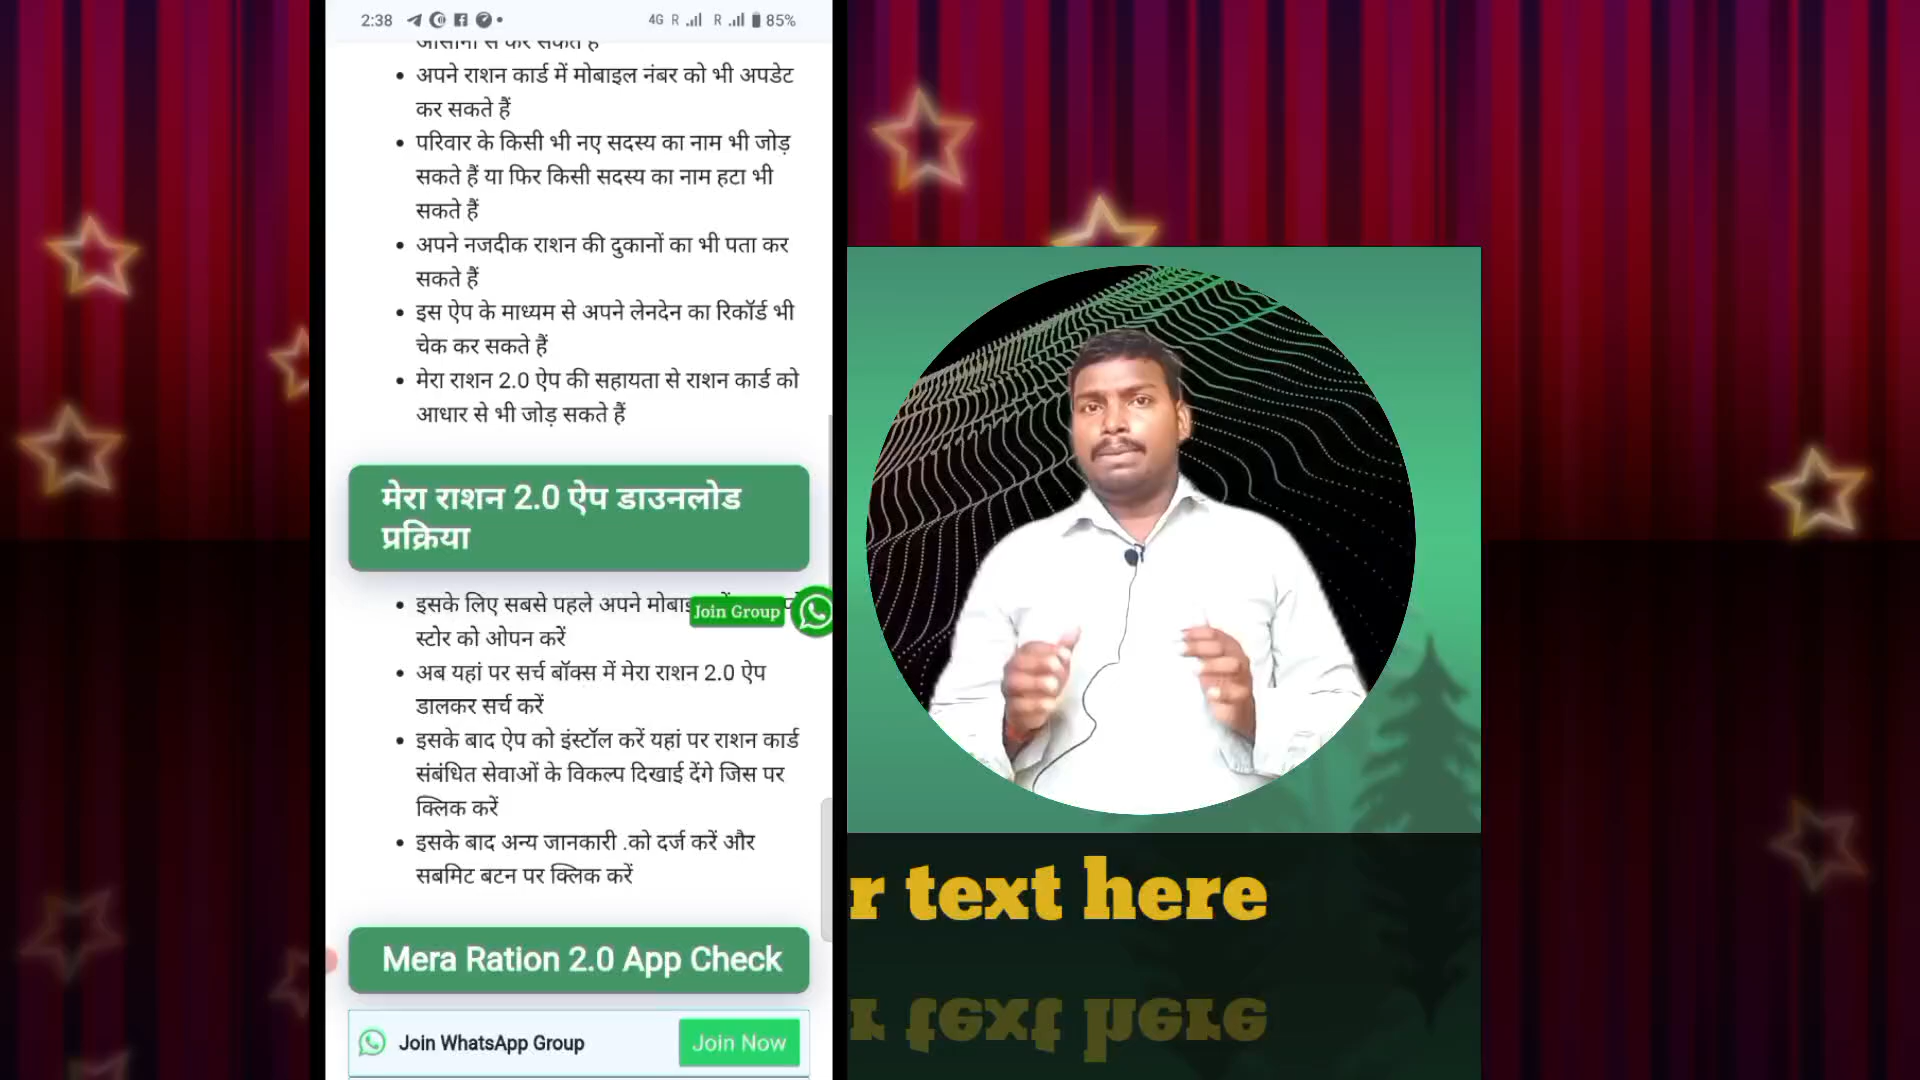 2:38
4G R R 85%
आसानी से कर सकते हैं
अपने राशन कार्ड में मोबाइल नंबर को भी अपडेट
कर सकते हैं
परिवार के किसी भी नए सदस्य का नाम भी जोड़
सकते हैं या फिर किसी सदस्य का नाम हटा भी
सकते हैं
अपने नजदीक राशन की दुकानों का भी पता कर
सकते हैं
इस ऐप के माध्यम से अपने लेनदेन का रिकॉर्ड भी
चेक कर सकते हैं
मेरा राशन 2.0 ऐप की सहायता से राशन कार्ड को
आधार से भी जोड़ सकते हैं
मेरा राशन 2.0 ऐप डाउनलोड
प्रक्रिया
इसके लिए सबसे पहले अपने
Join Group
स्टोर को ओपन करें
अब यहां पर सर्च बॉक्स में मेरा राशन 2.0 ऐप
डालकर सर्च करें
इसके बाद ऐप को इंस्टॉल करें यहां पर राशन कार्ड
संबंधित सेवाओं के विकल्प दिखाई देंगे जिस पर
क्लिक करें
इसके बाद अन्य जानकारी .को दर्ज करें और
सबमिट बटन पर क्लिक करें
Mera Ration 2.0 App Check
Join WhatsApp Group
Join Now
r text here